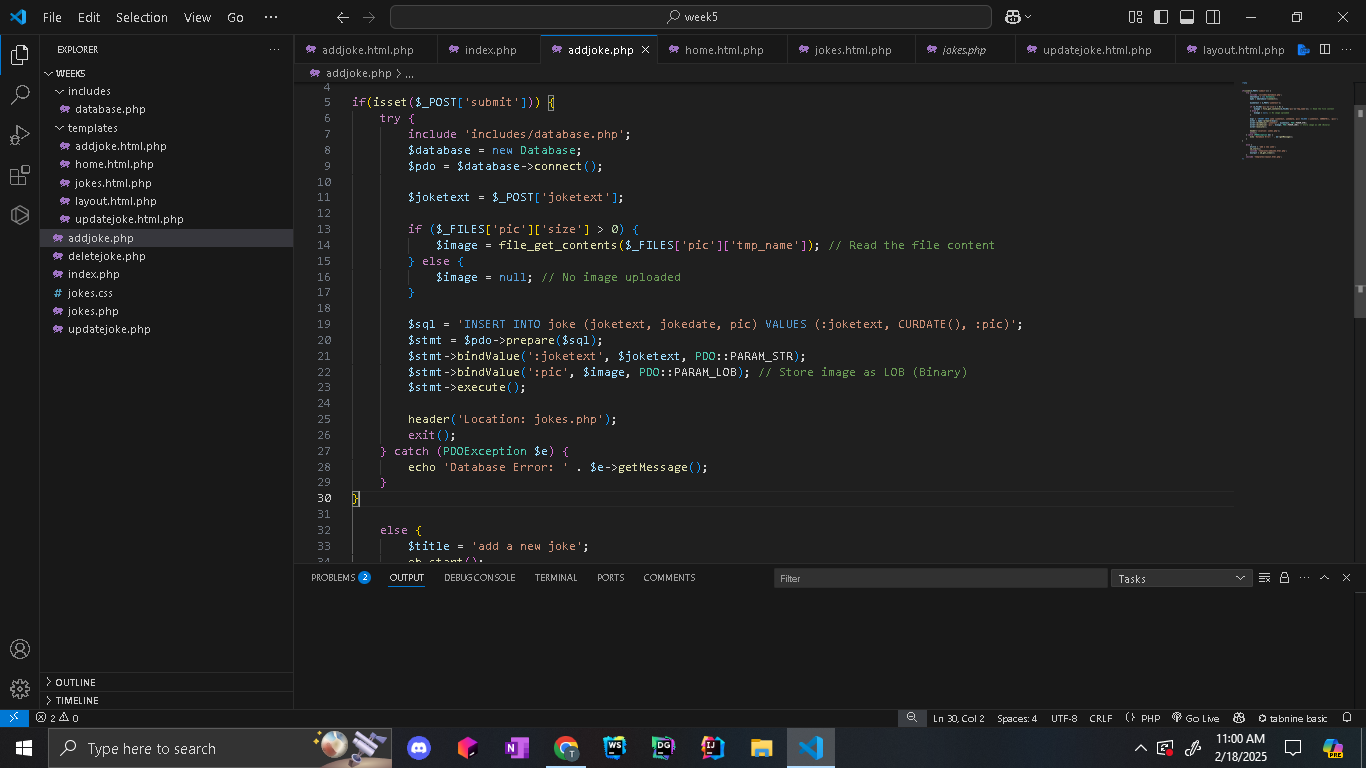 File Edit Selection View Go ··· week5
EXPLORER ···
WEEK5
includes
database.php
templates
addjoke.html.php
home.html.php
jokes.html.php
layout.html.php
updatejoke.html.php
addjoke.php
deletejoke.php
index.php
# jokes.css
jokes.php
updatejoke.php
OUTLINE
TIMELINE
addjoke.html.php index.php addjoke.php home.html.php jokes.html.php jokes.php updatejoke.html.php layout.html.php ···
addjoke.php > ...
4
5 if(isset($_POST['submit'])) {
6 try {
7 include 'includes/database.php';
8 $database = new Database;
9 $pdo = $database->connect();
10
11 $joketext = $_POST['joketext'];
12
13 if ($_FILES['pic']['size'] > 0) {
14 $image = file_get_contents($_FILES['pic']['tmp_name']); // Read the file content
15 } else {
16 $image = null; // No image uploaded
17 }
18
19 $sql = 'INSERT INTO joke (joketext, jokedate, pic) VALUES (:joketext, CURDATE(), :pic)';
20 $stmt = $pdo->prepare($sql);
21 $stmt->bindValue(':joketext', $joketext, PDO::PARAM_STR);
22 $stmt->bindValue(':pic', $image, PDO::PARAM_LOB); // Store image as LOB (Binary)
23 $stmt->execute();
24
25 header('Location: jokes.php');
26 exit();
27 } catch (PDOException $e) {
28 echo 'Database Error: ' . $e->getMessage();
29 }
30 }
31
32 else {
33 $title = 'add a new joke';
34 ob_start();
PROBLEMS 2 OUTPUT DEBUG CONSOLE TERMINAL PORTS COMMENTS Filter Tasks ···
2 0 Ln 30, Col 2 Spaces: 4 UTF-8 CRLF PHP Go Live tabnine basic
Type here to search N T WS DG IJ PRE
11:00 AM
2/18/2025